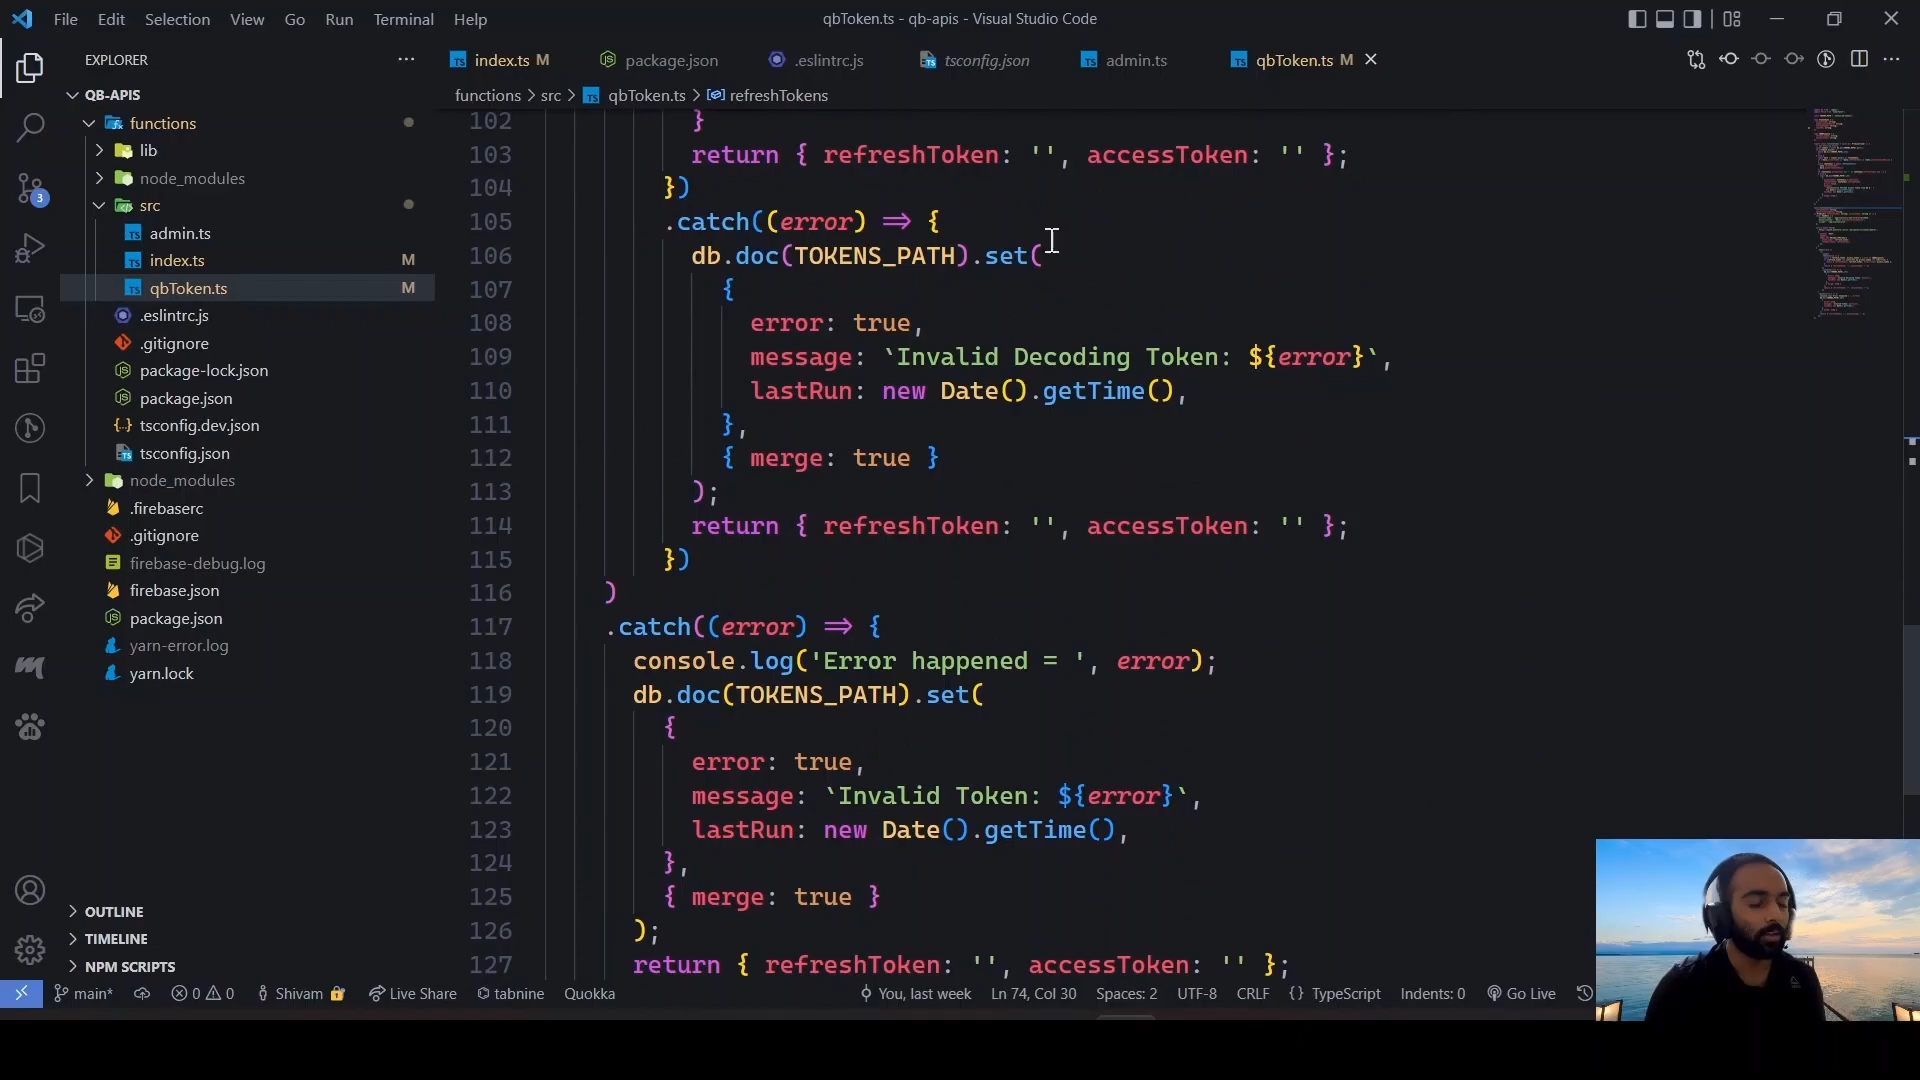 File Edit Selection View Go Run Terminal Help
qbToken.ts - qb-apis - Visual Studio Code
EXPLORER
index.ts M
package.json
.eslintrc.js
tsconfig.json
admin.ts
qbToken.ts M
QB-APIS
functions
lib
node_modules
src
admin.ts
index.ts M
qbToken.ts M
.eslintrc.js
.gitignore
package-lock.json
package.json
tsconfig.dev.json
tsconfig.json
node_modules
.firebaserc
.gitignore
firebase-debug.log
firebase.json
package.json
yarn-error.log
yarn.lock
OUTLINE
TIMELINE
NPM SCRIPTS
3
functions > src > qbToken.ts > refreshTokens
102 }
103 return { refreshToken: '', accessToken: '' };
104 })
105 .catch((error) => {
106 db.doc(TOKENS_PATH).set(
107 {
108 error: true,
109 message: `Invalid Decoding Token: ${error}`,
110 lastRun: new Date().getTime(),
111 },
112 { merge: true }
113 );
114 return { refreshToken: '', accessToken: '' };
115 })
116 )
117 .catch((error) => {
118 console.log('Error happened = ', error);
119 db.doc(TOKENS_PATH).set(
120 {
121 error: true,
122 message: `Invalid Token: ${error}`,
123 lastRun: new Date().getTime(),
124 },
125 { merge: true }
126 );
127 return { refreshToken: '', accessToken: '' };
main* 0 0 Shivam Live Share tabnine Quokka You, last week Ln 74, Col 30 Spaces: 2 UTF-8 CRLF {} TypeScript Indents: 0 Go Live